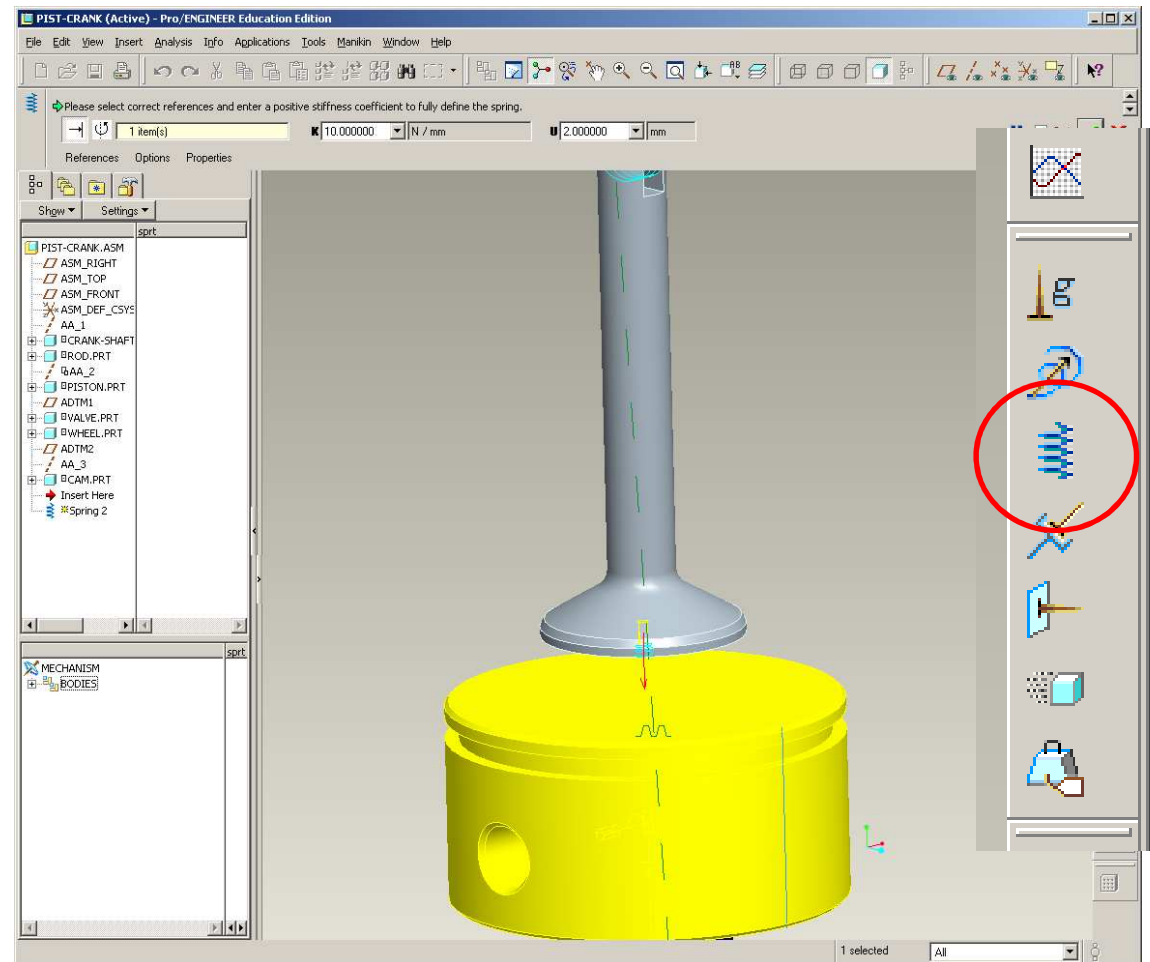 PIST-CRANK (Active) - Pro/ENGINEER Education Edition
File Edit View Insert Analysis Info Applications Tools Manikin Window Help
Please select correct references and enter a positive stiffness coefficient to fully define the spring.
1 item(s) K 10.000000 N / mm U 2.000000 mm
References Options Properties
Show Settings
sprt
PIST-CRANK.ASM
ASM_RIGHT
ASM_TOP
ASM_FRONT
ASM_DEF_CSYS
AA_1
CRANK-SHAFT
ROD.PRT
AA_2
PISTON.PRT
ADTM1
VALVE.PRT
WHEEL.PRT
ADTM2
AA_3
CAM.PRT
Insert Here
Spring 2
g
sprt
MECHANISM
BODIES
1 selected All